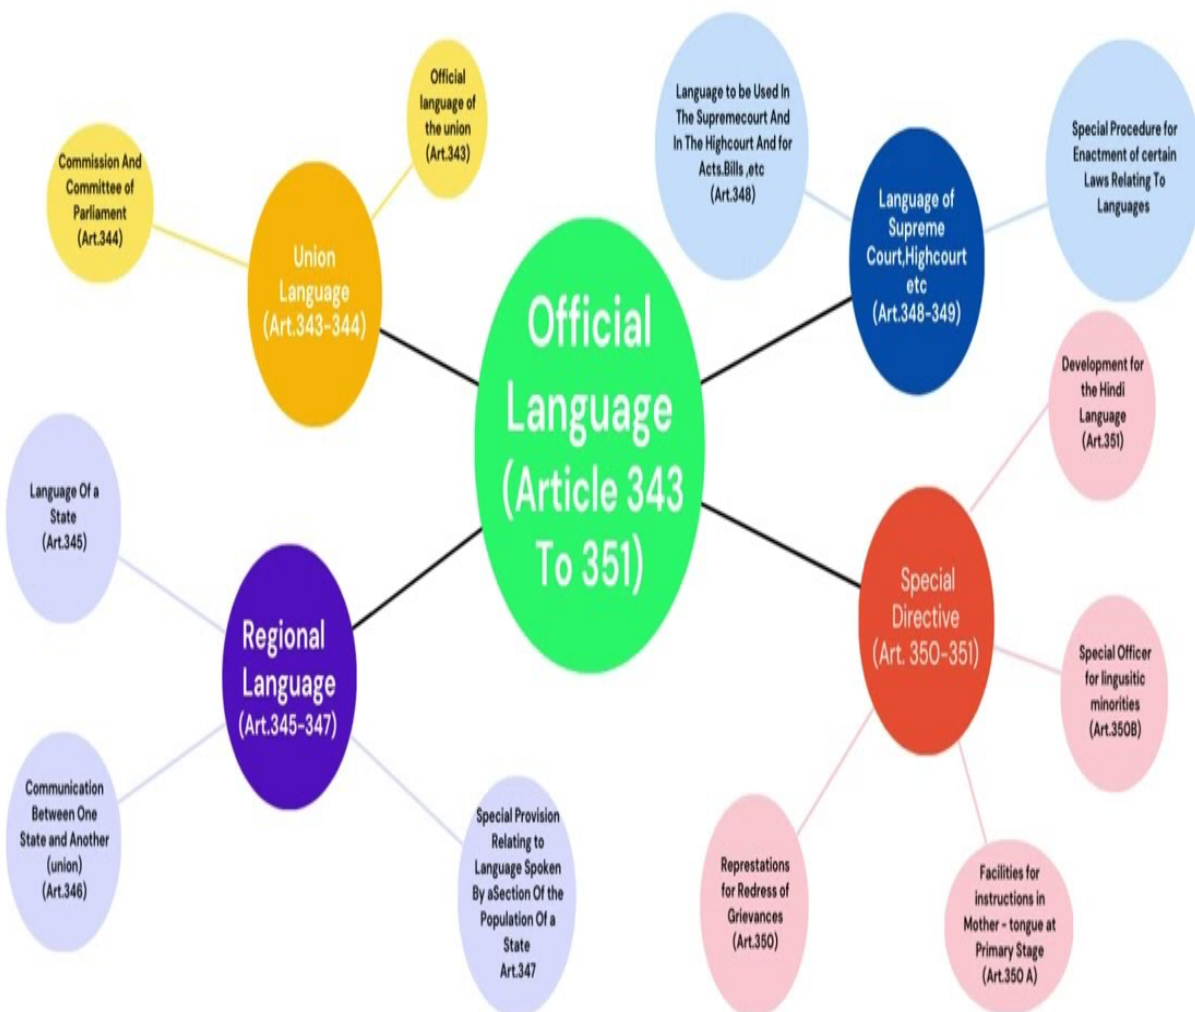 Official
Language
(Article 343
To 351)
Union
Language
(Art.343-344)
Official
language of
the union
(Art.343)
Commission And
Committee of
Parliament
(Art.344)
Language of
Supreme
Court,Highcourt
etc
(Art.348-349)
Language to be Used In
The Supremecourt And
In The Highcourt And for
Acts.Bills ,etc
(Art.348)
Special Procedure for
Enactment of certain
Laws Relating To
Languages
Regional
Language
(Art.345-347)
Language Of a
State
(Art.345)
Communication
Between One
State and Another
(union)
(Art.346)
Special Provision
Relating to
Language Spoken
By aSection Of the
Population Of a
State
Art.347
Special
Directive
(Art. 350-351)
Development for
the Hindi
Language
(Art.351)
Special Officer
for lingusitic
minorities
(Art.350B)
Facilities for
instructions in
Mother - tongue at
Primary Stage
(Art.350 A)
Represtations
for Redress of
Grievances
(Art.350)